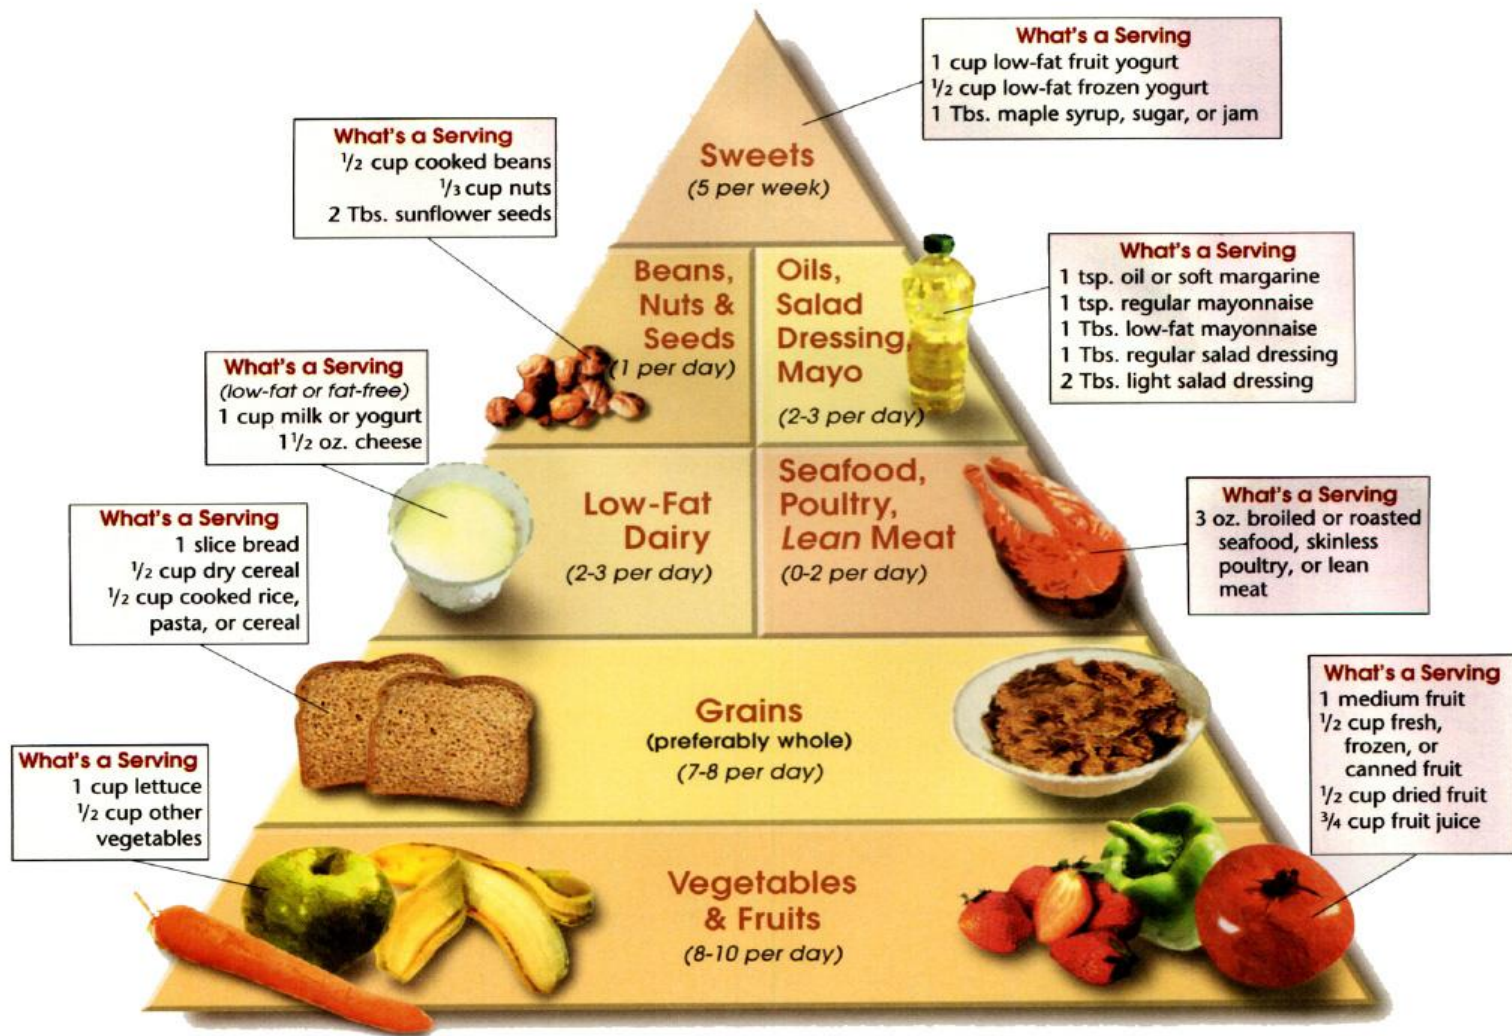 What's a Serving
1 cup low-fat fruit yogurt
1/2 cup low-fat frozen yogurt
1 Tbs. maple syrup, sugar, or jam
Sweets
(5 per week)
What's a Serving
1/2 cup cooked beans
1/3 cup nuts
2 Tbs. sunflower seeds
Beans,
Nuts &
Seeds
(1 per day)
Oils,
Salad
Dressing,
Mayo
(2-3 per day)
What's a Serving
1 tsp. oil or soft margarine
1 tsp. regular mayonnaise
1 Tbs. low-fat mayonnaise
1 Tbs. regular salad dressing
2 Tbs. light salad dressing
What's a Serving
(low-fat or fat-free)
1 cup milk or yogurt
1 1/2 oz. cheese
Low-Fat
Dairy
(2-3 per day)
Seafood,
Poultry,
Lean Meat
(0-2 per day)
What's a Serving
3 oz. broiled or roasted
seafood, skinless
poultry, or lean
meat
What's a Serving
1 slice bread
1/2 cup dry cereal
1/2 cup cooked rice,
pasta, or cereal
Grains
(preferably whole)
(7-8 per day)
What's a Serving
1 cup lettuce
1/2 cup other
vegetables
Vegetables
& Fruits
(8-10 per day)
What's a Serving
1 medium fruit
1/2 cup fresh,
frozen, or
canned fruit
1/2 cup dried fruit
3/4 cup fruit juice